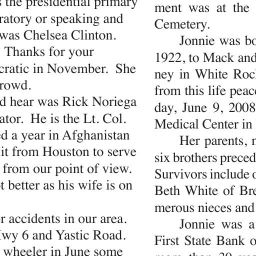 s the presidential primary
ratory or speaking and
was Chelsea Clinton.
Thanks for your
cratic in November. She
rowd.
d hear was Rick Noriega
ator. He is the Lt. Col.
ed a year in Afghanistan
it from Houston to serve
from our point of view.
t better as his wife is on
r accidents in our area.
Hwy 6 and Yastic Road.
wheeler in June some
ment was at the
Cemetery.
Jonnie was bo
1922, to Mack and
ney in White Roc
from this life peac
day, June 9, 2008
Medical Center in
Her parents, n
six brothers preced
Survivors include o
Beth White of Bre
merous nieces and
Jonnie was a
First State Bank o